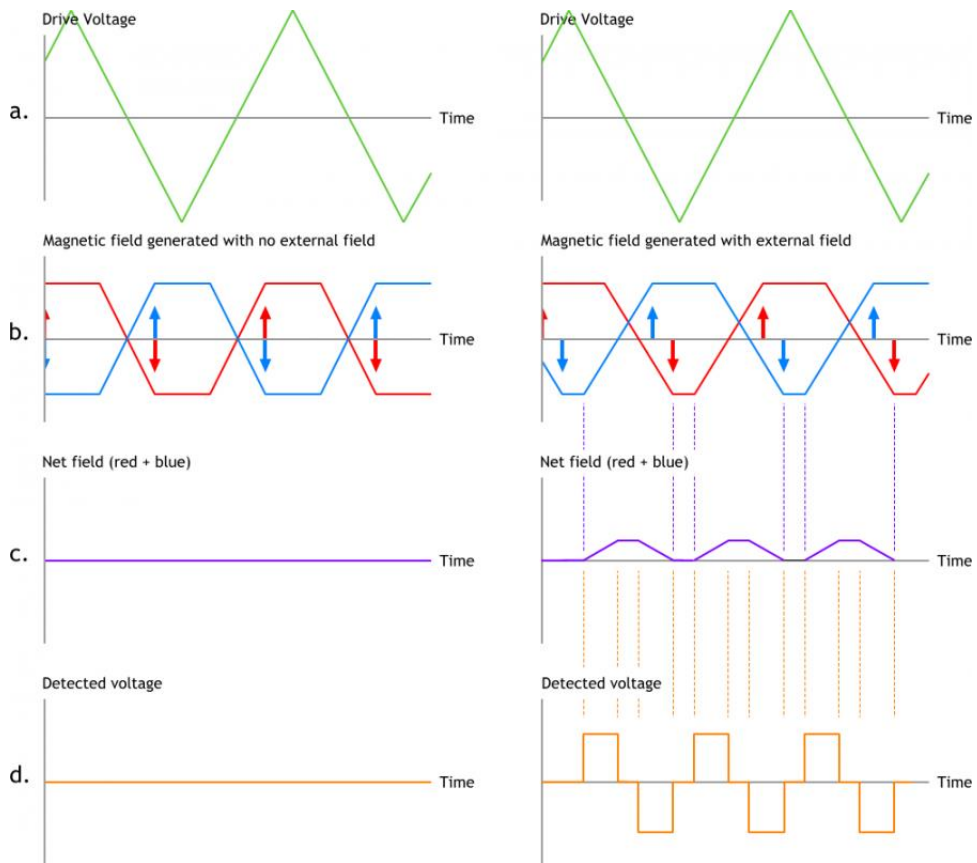 Drive Voltage
Drive Voltage
a.
Time
Time
Magnetic field generated with no external field
Magnetic field generated with external field
b.
Time
Time
Net field (red + blue)
Net field (red + blue)
c.
Time
Time
Detected voltage
Detected voltage
d.
Time
Time